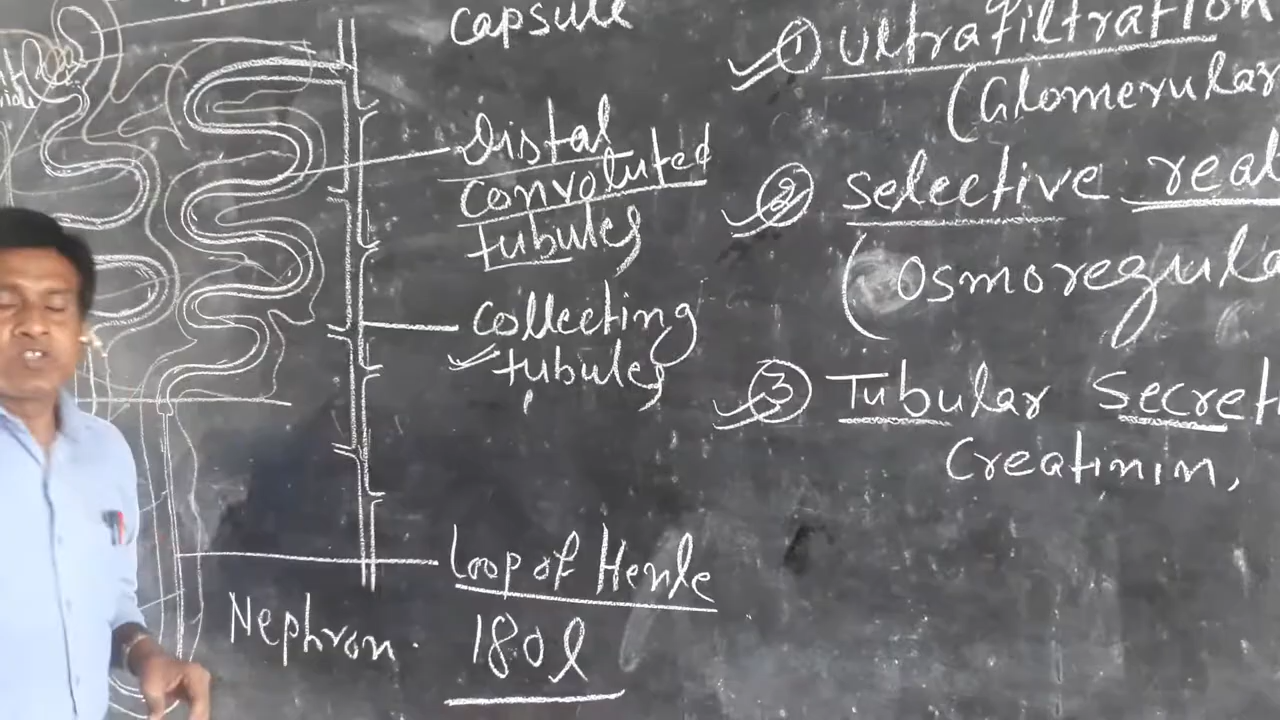 capsule
Distal
convoluted
tubules
collecting
tubules
Loop of Henle
Nephron.
180l
① Ultrafiltration
(Glomerular
② Selective
(Osmoregula
③ Tubular Secret
Creatinin,